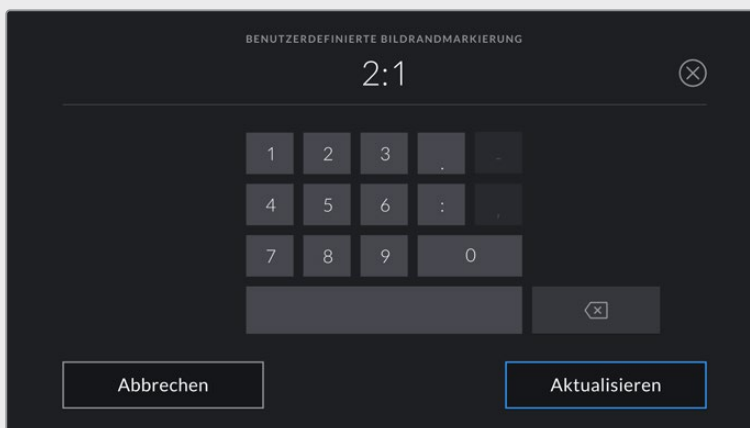 BENUTZERDEFINIERTE BILDRANDMARKIERUNG
2:1
1 2 3 . -
4 5 6 : ,
7 8 9 0
Abbrechen
Aktualisieren